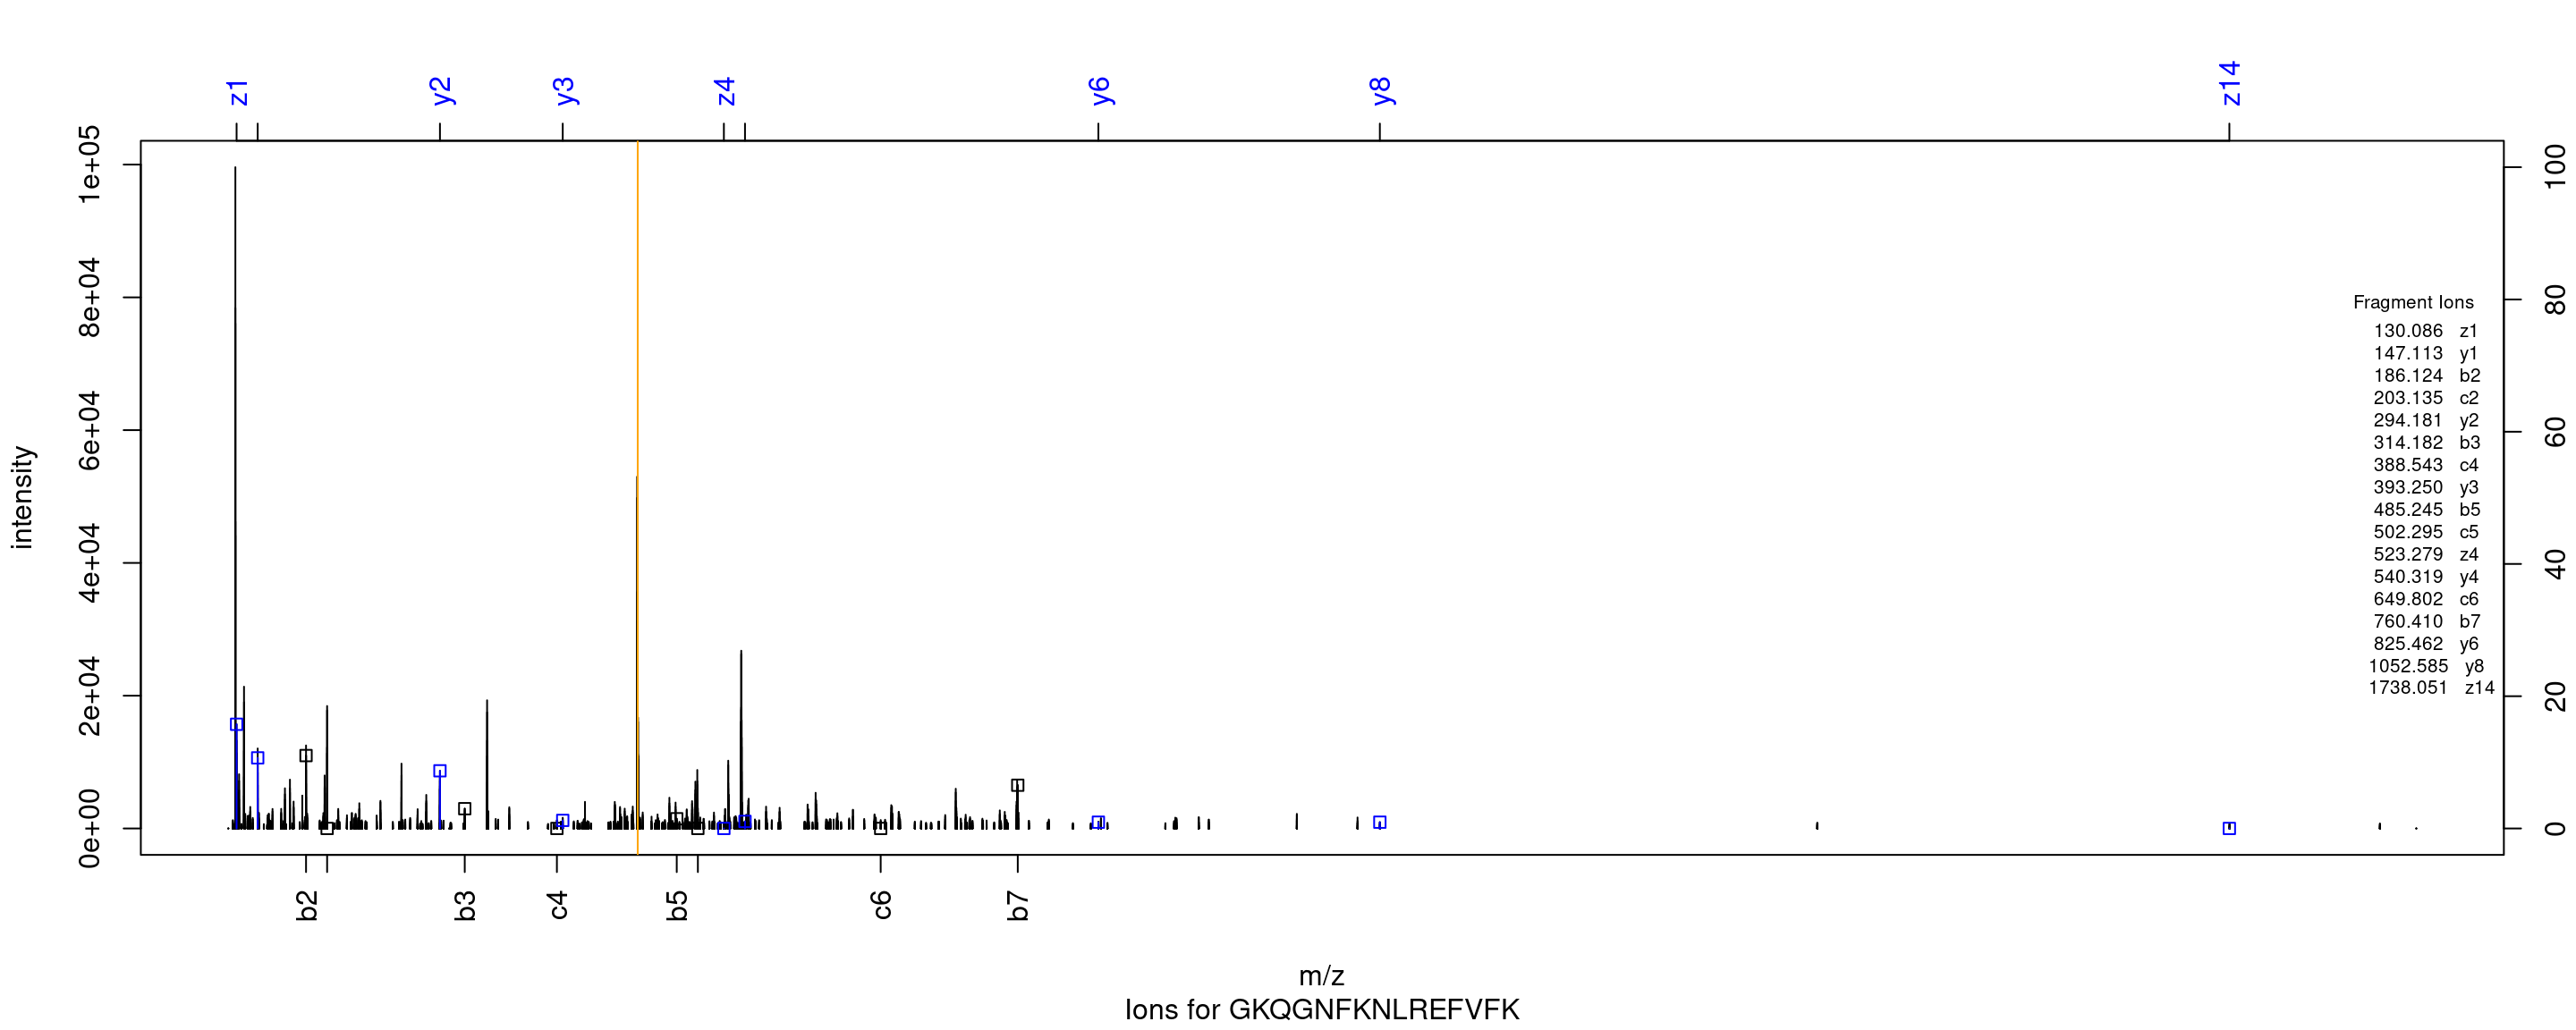 z1 y2 y3 z4 y6 y8 z14
1e+05 100
8e+04 80
6e+04 60
4e+04 40
2e+04 20
0e+00 0
intensity
Fragment Ions
130.086 z1
147.113 y1
186.124 b2
203.135 c2
294.181 y2
314.182 b3
388.543 c4
393.250 y3
485.245 b5
502.295 c5
523.279 z4
540.319 y4
649.802 c6
760.410 b7
825.462 y6
1052.585 y8
1738.051 z14
b2 b3 c4 b5 c6 b7
m/z
Ions for GKQGNFKNLREFVFK